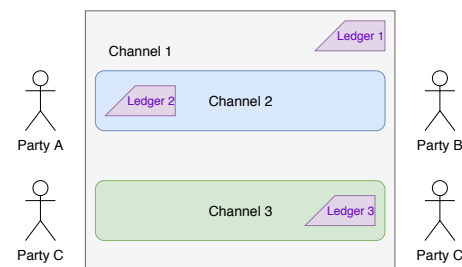 Ledger 1
Channel 1
Ledger 2
Channel 2
Party A
Party B
Channel 3
Ledger 3
Party C
Party C